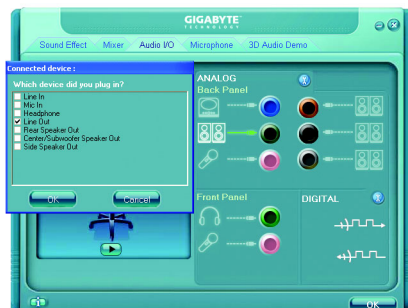 GIGABYTE
TECHNOLOGY
Sound Effect Mixer Audio I/O Microphone 3D Audio Demo
Connected device :
Which device did you plug in?
Line In
Mic In
Headphone
Line Out
Rear Speaker Out
Center/Subwoofer Speaker Out
Side Speaker Out
OK Cancel
ANALOG
Back Panel
Front Panel
DIGITAL
OK